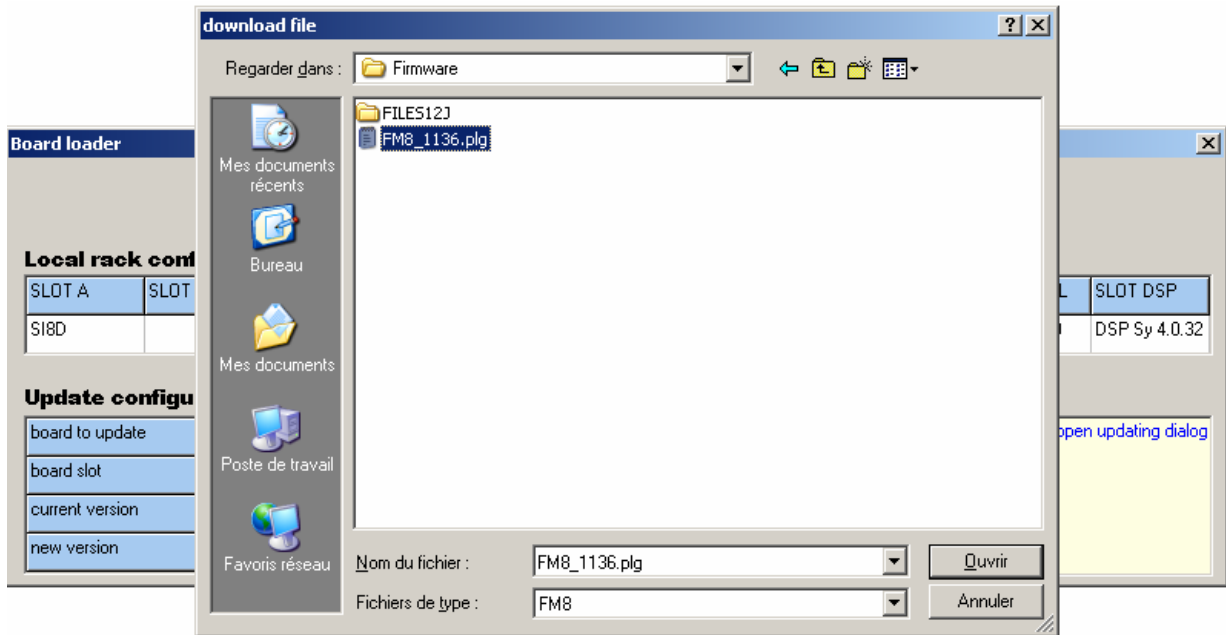 download file
Regarder dans :
Firmware
FILES12J
FM8_1136.plg
Mes documents
récents
Bureau
Mes documents
Poste de travail
Favoris réseau
Nom du fichier :
FM8_1136.plg
Ouvrir
Fichiers de type :
FM8
Annuler
Board loader
Local rack conf
SLOT A
SLOT
L
SLOT DSP
SI8D
DSP Sy 4.0.32
Update configu
board to update
open updating dialog
board slot
current version
new version